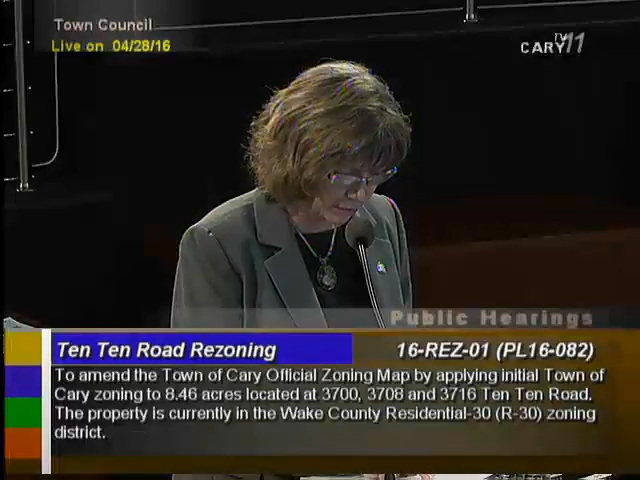 Town Council
Live on 04/28/16
CARY TV 11
Public Hearings
Ten Ten Road Rezoning 16-REZ-01 (PL16-082)
To amend the Town of Cary Official Zoning Map by applying initial Town of
Cary zoning to 8.46 acres located at 3700, 3708 and 3716 Ten Ten Road.
The property is currently in the Wake County Residential-30 (R-30) zoning
district.